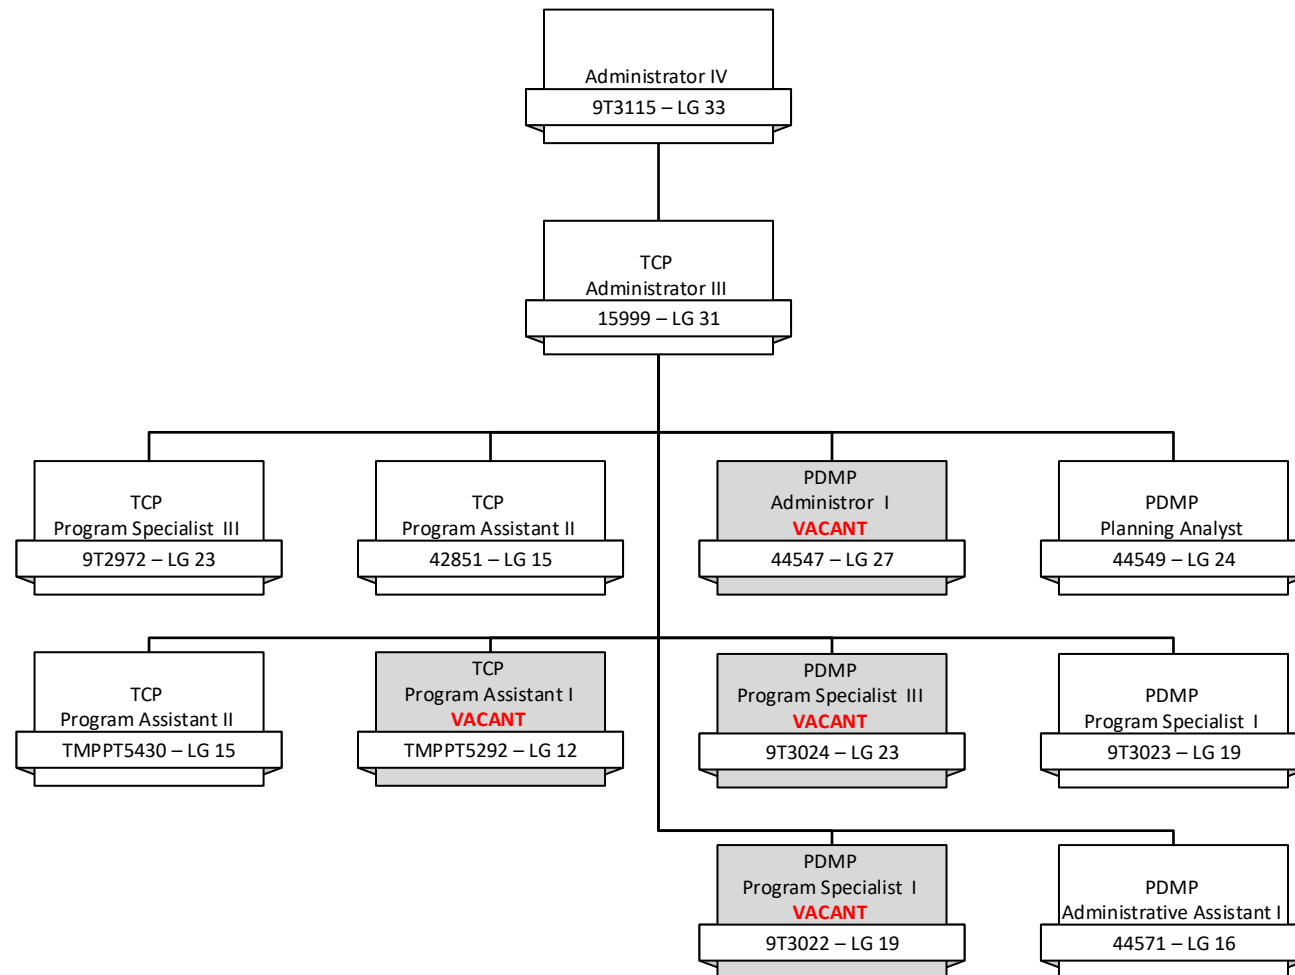 Administrator IV
9T3115 – LG 33
TCP
Administrator III
15999 – LG 31
TCP
Program Specialist III
9T2972 – LG 23
TCP
Program Assistant II
42851 – LG 15
PDMP
Administror I
VACANT
44547 – LG 27
PDMP
Planning Analyst
44549 – LG 24
TCP
Program Assistant II
TMPPT5430 – LG 15
TCP
Program Assistant I
VACANT
TMPPT5292 – LG 12
PDMP
Program Specialist III
VACANT
9T3024 – LG 23
PDMP
Program Specialist I
9T3023 – LG 19
PDMP
Program Specialist I
VACANT
9T3022 – LG 19
PDMP
Administrative Assistant I
44571 – LG 16